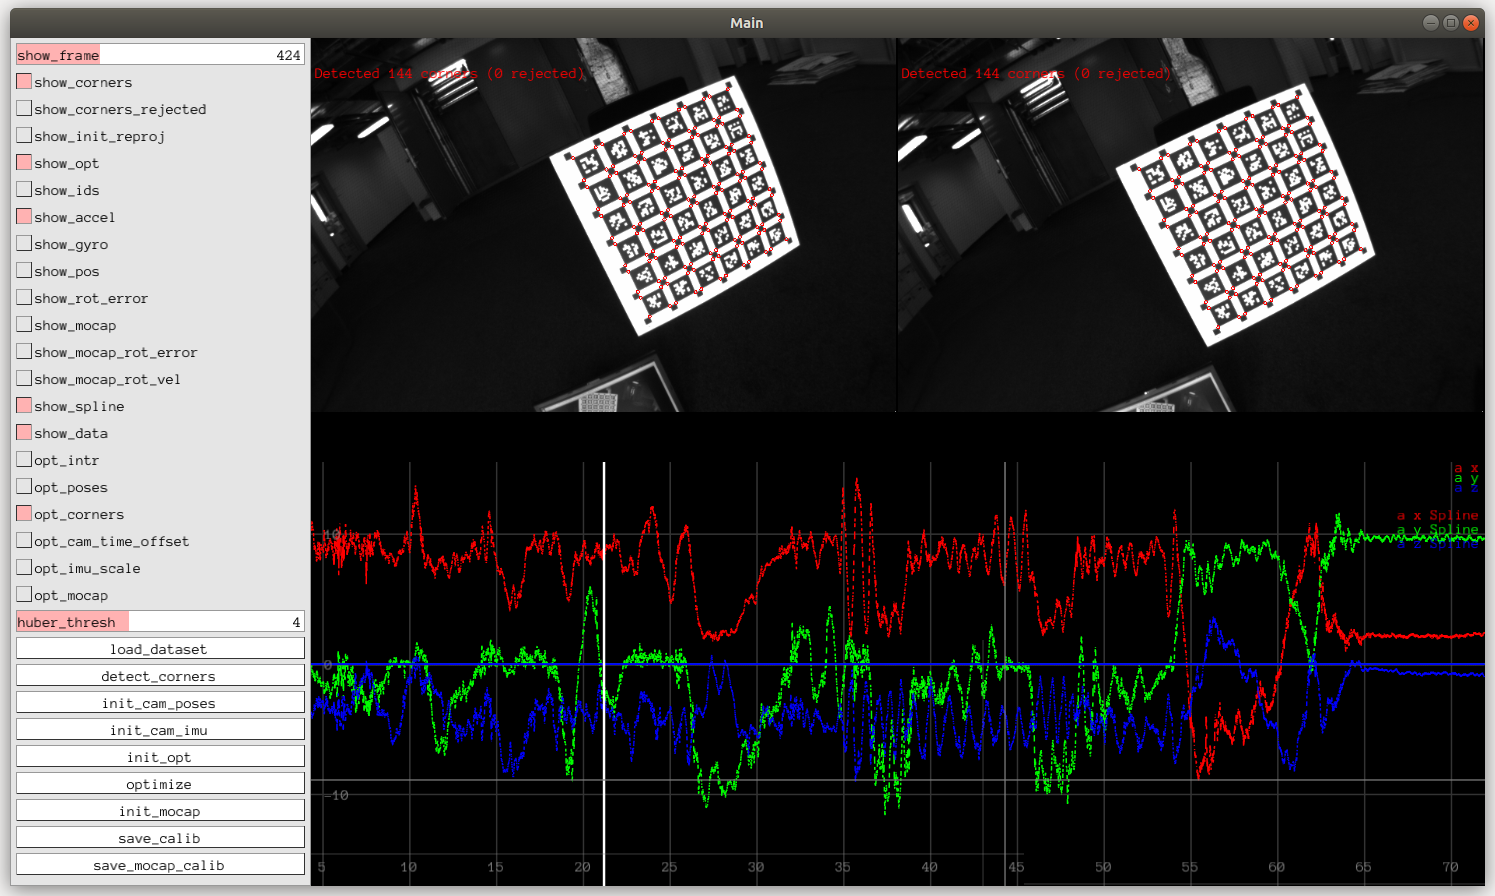 Main
show_frame 424
show_corners
show_corners_rejected
show_init_reproj
show_opt
show_ids
show_accel
show_gyro
show_pos
show_rot_error
show_mocap
show_mocap_rot_error
show_mocap_rot_vel
show_spline
show_data
opt_intr
opt_poses
opt_corners
opt_cam_time_offset
opt_imu_scale
opt_mocap
huber_thresh 4
load_dataset
detect_corners
init_cam_poses
init_cam_imu
init_opt
optimize
init_mocap
save_calib
save_mocap_calib
Detected 144 corners (0 rejected)
Detected 144 corners (0 rejected)
a x
a y
a z
a x Spline
a y Spline
a z Spline
10
0
-10
5 10 15 20 25 30 35 40 45 50 55 60 65 70